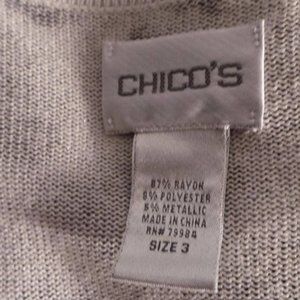 CHICO'S
87% RAYON
8% POLYESTER
5% METALLIC
MADE IN CHINA
RN# 79984
SIZE 3